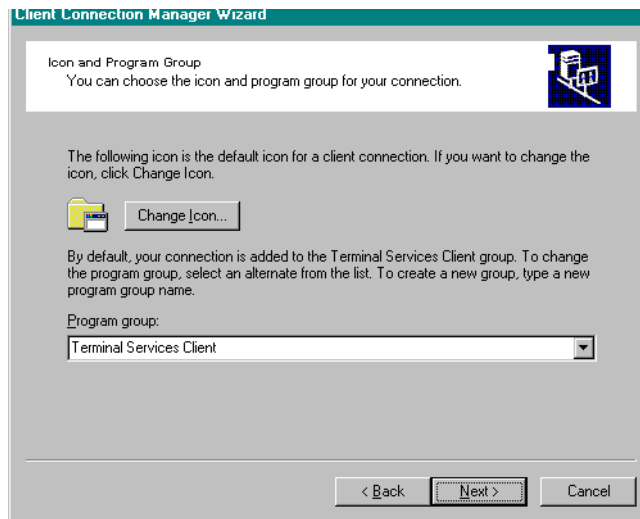 Client Connection Manager Wizard
Icon and Program Group
You can choose the icon and program group for your connection.
The following icon is the default icon for a client connection. If you want to change the
icon, click Change Icon.
Change Icon...
By default, your connection is added to the Terminal Services Client group. To change
the program group, select an alternate from the list. To create a new group, type a new
program group name.
Program group:
Terminal Services Client
< Back
Next >
Cancel